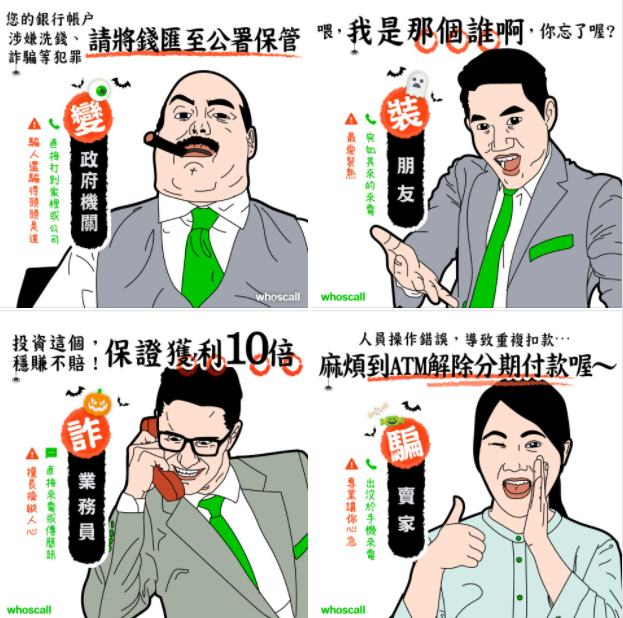 您的銀行帳户
涉嫌洗錢、
詐騙等犯罪
請將錢匯至公署保管
變
政府機關
直接打到家裡或公司
騙人還騙得頭頭是道
whoscall
喂,我是那個誰啊,你忘了喔?
裝
朋友
突如其來的來電
最愛裝熟
whoscall
投資這個,
穩賺不賠!
保證獲利10倍
詐
業務員
直接來電或傳簡訊
擅長操縱人心
whoscall
人員操作錯誤,導致重複扣款…
麻煩到ATM解除分期付款喔~
騙
賣家
出沒於手機來電
專業讓你心急
whoscall